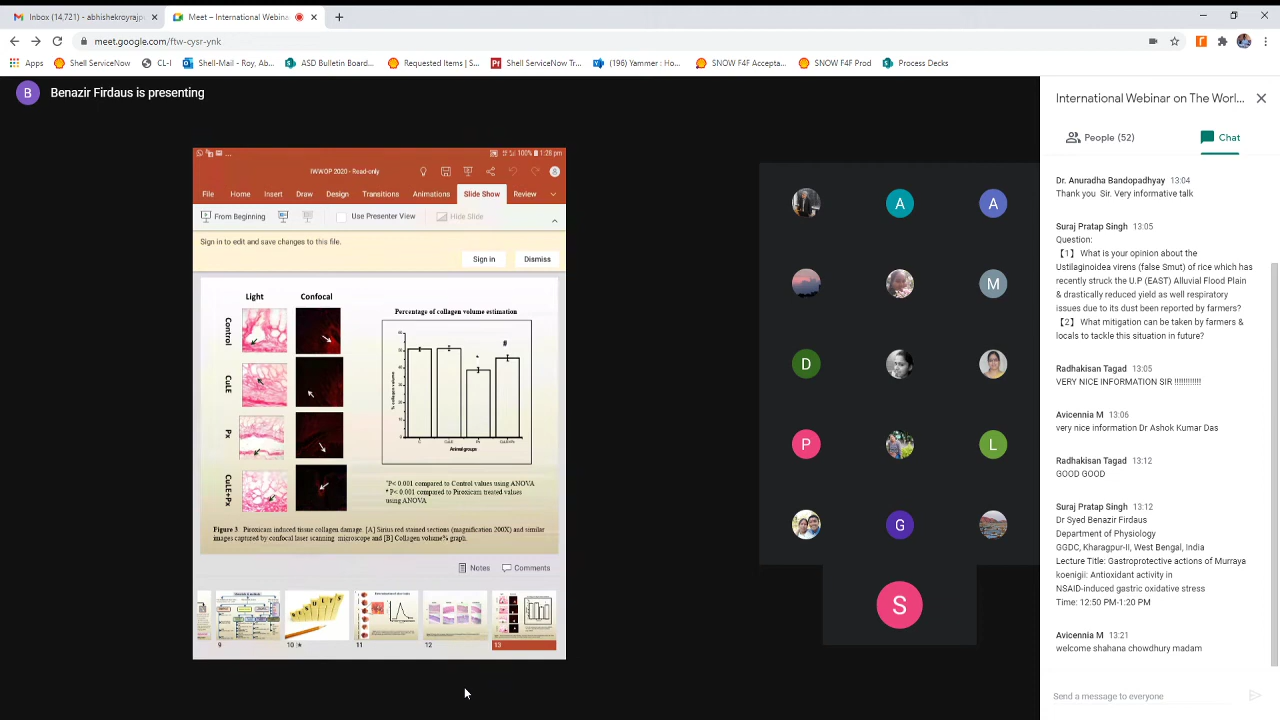 Inbox (14,721) - abhishekroyrajp
Meet – International Webina
meet.google.com/ftw-cysr-ynk
Apps
Shell ServiceNow
CL-I
Shell-Mail - Roy, Ab...
ASD Bulletin Board...
Requested Items | S...
Shell ServiceNow Tr...
(196) Yammer : Ho...
SNOW F4F Accepta...
SNOW F4F Prod
Process Decks
B
Benazir Firdaus is presenting
1:28 pm
100%
IWWOP 2020 - Read-only
S
File
Home
Insert
Draw
Design
Transitions
Animations
Slide Show
Review
From Beginning
Use Presenter View
Hide Slide
Sign in to edit and save changes to this file.
Sign in
Dismiss
Light
Confocal
Control
CuLE
Px
CuLE+Px
Percentage of collagen volume estimation
% collagen volume
*
#
Animal groups
*P< 0.001 compared to Control values using ANOVA
# P< 0.001 compared to Piroxicam treated values
using ANOVA
Figure 3. Piroxicam induced tissue collagen damage. [A] Sirius red stained sections (magnification 200X) and similar
images captured by confocal laser scanning microscope and [B] Collagen volume% graph.
Notes
Comments
RESULTS
9
10
11
12
13
A
A
M
D
P
L
G
S
International Webinar on The Worl...
People (52)
Chat
Dr. Anuradha Bandopadhyay 13:04
Thank you Sir. Very informative talk
Suraj Pratap Singh 13:05
Question:
【1】 What is your opinion about the
Ustilaginoidea virens (false Smut) of rice which has
recently struck the U.P (EAST) Alluvial Flood Plain
& drastically reduced yield as well respiratory
issues due to its dust been reported by farmers?
【2】 What mitigation can be taken by farmers &
locals to tackle this situation in future?
Radhakisan Tagad 13:05
VERY NICE INFORMATION SIR !!!!!!!!!!!!
Avicennia M 13:06
very nice information Dr Ashok Kumar Das
Radhakisan Tagad 13:12
GOOD GOOD
Suraj Pratap Singh 13:12
Dr Syed Benazir Firdaus
Department of Physiology
GGDC, Kharagpur-II, West Bengal, India
Lecture Title: Gastroprotective actions of Murraya
koenigii: Antioxidant activity in
NSAID-induced gastric oxidative stress
Time: 12:50 PM-1:20 PM
Avicennia M 13:21
welcome shahana chowdhury madam
Send a message to everyone